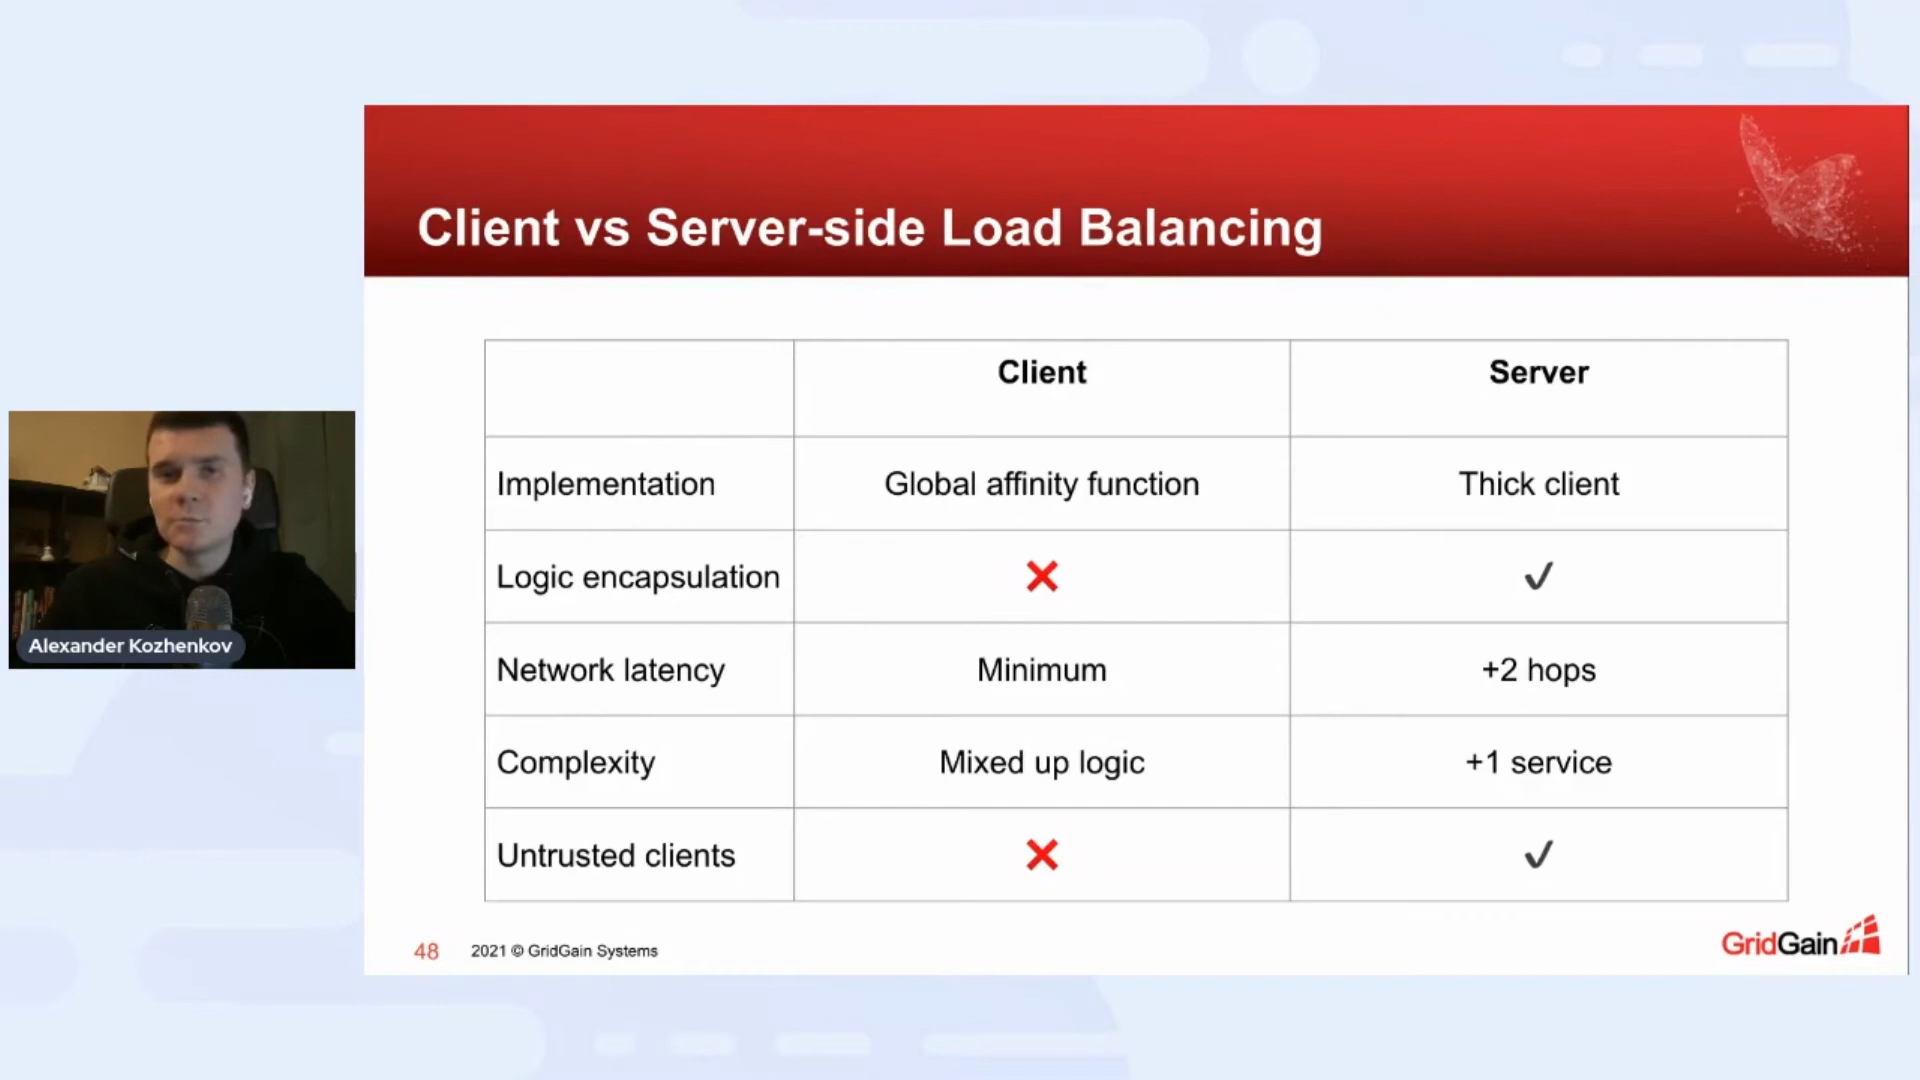 Client vs Server-side Load Balancing
Client
Server
Implementation
Global affinity function
Thick client
Logic encapsulation
❌
✓
Network latency
Minimum
+2 hops
Complexity
Mixed up logic
+1 service
Untrusted clients
❌
✓
Alexander Kozhenkov
48
2021 © GridGain Systems
GridGain